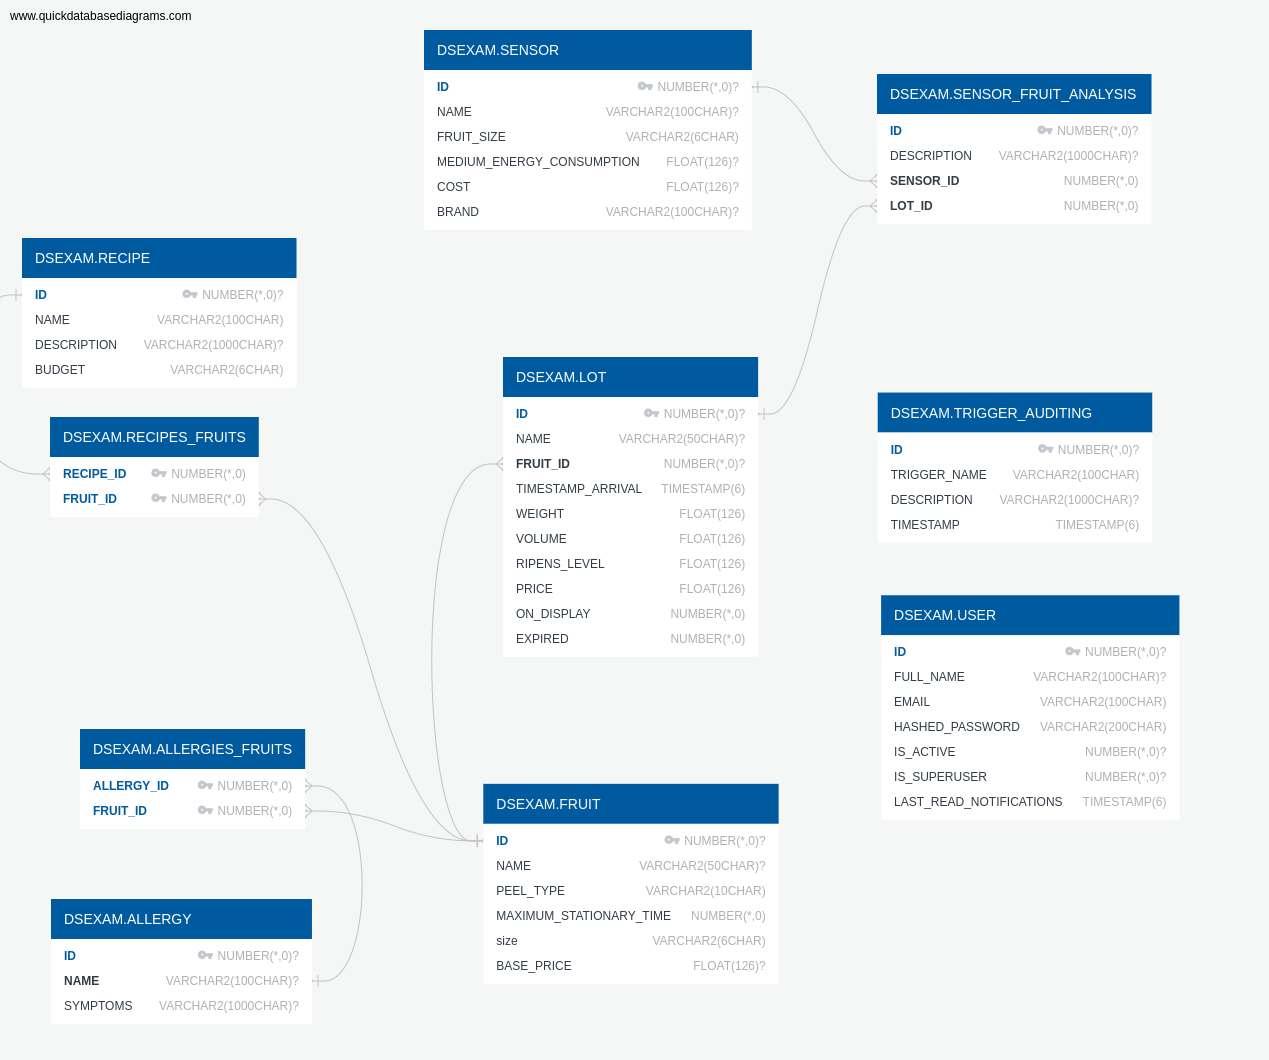 www.quickdatabasediagrams.com
DSEXAM.SENSOR
ID NUMBER(*,0)?
NAME VARCHAR2(100CHAR)?
FRUIT_SIZE VARCHAR2(6CHAR)
MEDIUM_ENERGY_CONSUMPTION FLOAT(126)?
COST FLOAT(126)?
BRAND VARCHAR2(100CHAR)?
DSEXAM.SENSOR_FRUIT_ANALYSIS
ID NUMBER(*,0)?
DESCRIPTION VARCHAR2(1000CHAR)?
SENSOR_ID NUMBER(*,0)
LOT_ID NUMBER(*,0)
DSEXAM.RECIPE
ID NUMBER(*,0)?
NAME VARCHAR2(100CHAR)
DESCRIPTION VARCHAR2(1000CHAR)?
BUDGET VARCHAR2(6CHAR)
DSEXAM.RECIPES_FRUITS
RECIPE_ID NUMBER(*,0)
FRUIT_ID NUMBER(*,0)
DSEXAM.LOT
ID NUMBER(*,0)?
NAME VARCHAR2(50CHAR)?
FRUIT_ID NUMBER(*,0)?
TIMESTAMP_ARRIVAL TIMESTAMP(6)
WEIGHT FLOAT(126)
VOLUME FLOAT(126)
RIPENS_LEVEL FLOAT(126)
PRICE FLOAT(126)
ON_DISPLAY NUMBER(*,0)
EXPIRED NUMBER(*,0)
DSEXAM.TRIGGER_AUDITING
ID NUMBER(*,0)?
TRIGGER_NAME VARCHAR2(100CHAR)
DESCRIPTION VARCHAR2(1000CHAR)?
TIMESTAMP TIMESTAMP(6)
DSEXAM.USER
ID NUMBER(*,0)?
FULL_NAME VARCHAR2(100CHAR)?
EMAIL VARCHAR2(100CHAR)
HASHED_PASSWORD VARCHAR2(200CHAR)
IS_ACTIVE NUMBER(*,0)?
IS_SUPERUSER NUMBER(*,0)?
LAST_READ_NOTIFICATIONS TIMESTAMP(6)
DSEXAM.ALLERGIES_FRUITS
ALLERGY_ID NUMBER(*,0)
FRUIT_ID NUMBER(*,0)
DSEXAM.FRUIT
ID NUMBER(*,0)?
NAME VARCHAR2(50CHAR)?
PEEL_TYPE VARCHAR2(10CHAR)
MAXIMUM_STATIONARY_TIME NUMBER(*,0)
size VARCHAR2(6CHAR)
BASE_PRICE FLOAT(126)?
DSEXAM.ALLERGY
ID NUMBER(*,0)?
NAME VARCHAR2(100CHAR)?
SYMPTOMS VARCHAR2(1000CHAR)?